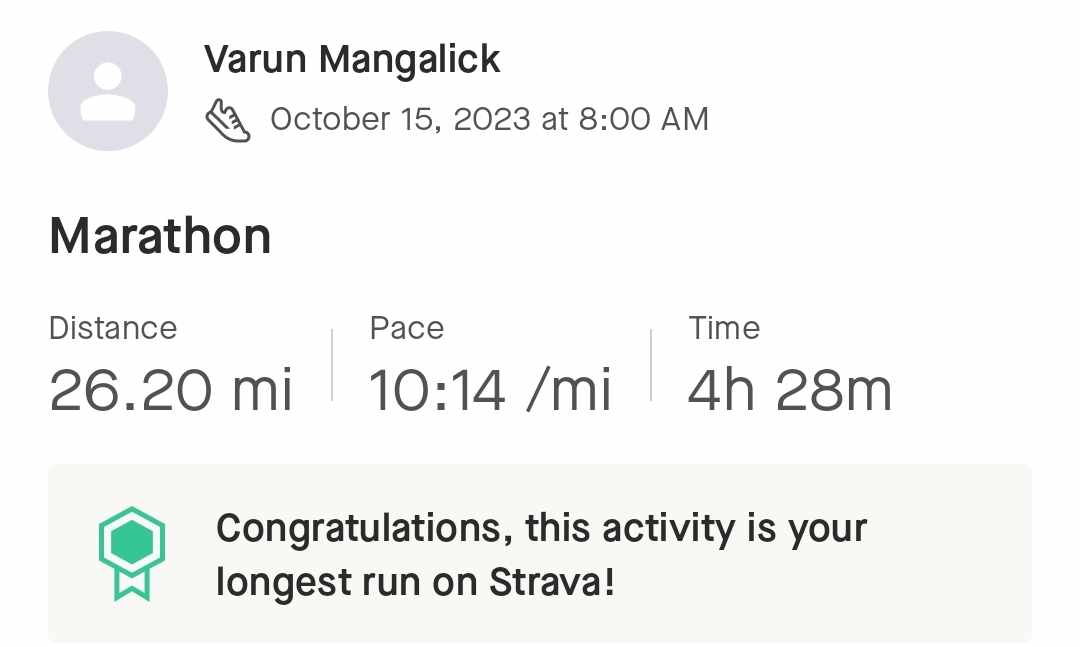 Varun Mangalick
October 15, 2023 at 8:00 AM
Marathon
Distance
26.20 mi
Pace
10:14 /mi
Time
4h 28m
Congratulations, this activity is your
longest run on Strava!